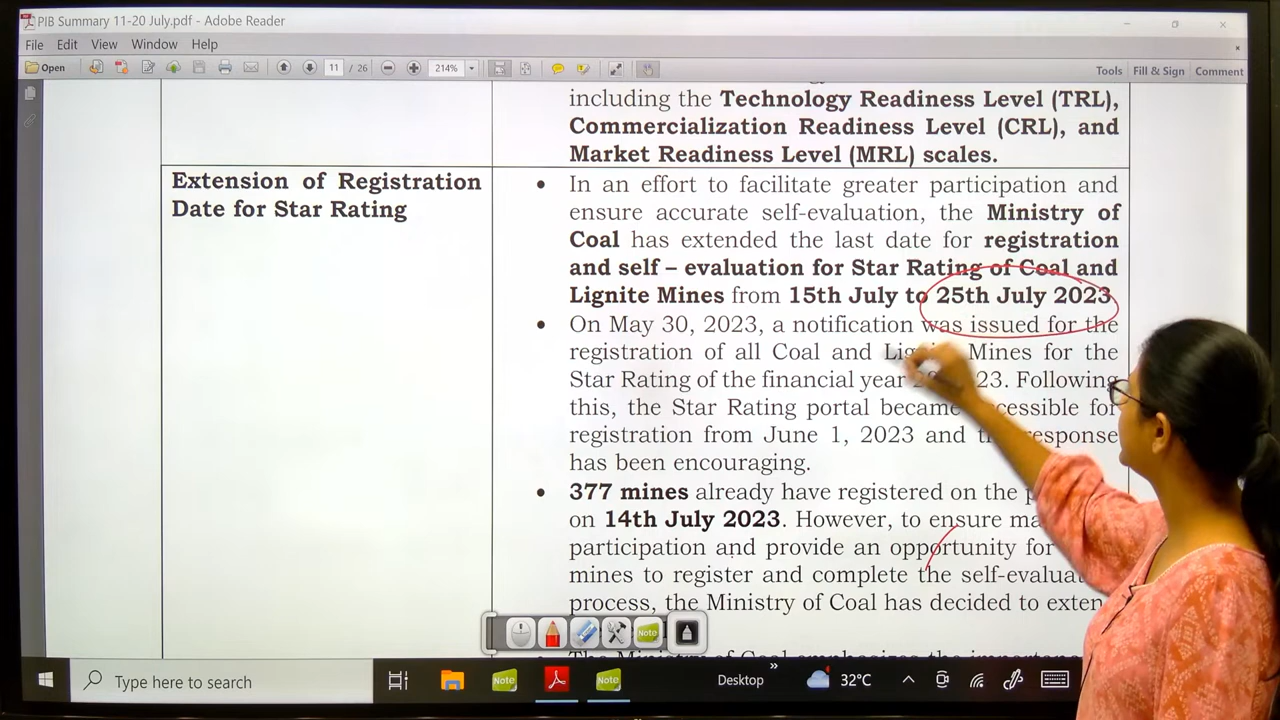 PIB Summary 11-20 July.pdf - Adobe Reader
File Edit View Window Help
Open 11 / 26 214% Tools Fill & Sign Comment
including the Technology Readiness Level (TRL),
Commercialization Readiness Level (CRL), and
Market Readiness Level (MRL) scales.
Extension of Registration
Date for Star Rating
In an effort to facilitate greater participation and
ensure accurate self-evaluation, the Ministry of
Coal has extended the last date for registration
and self – evaluation for Star Rating of Coal and
Lignite Mines from 15th July to 25th July 2023
On May 30, 2023, a notification was issued for the
registration of all Coal and Mines for the
Star Rating of the financial year 23. Following
this, the Star Rating portal became for
registration from June 1, 2023 and response
has been encouraging.
377 mines already have registered on the
on 14th July 2023. However, to ensure
participation and provide an opportunity for
mines to register and complete the
process, the Ministry of Coal has decided to
Note
Type here to search
Note
Note
Desktop
32°C